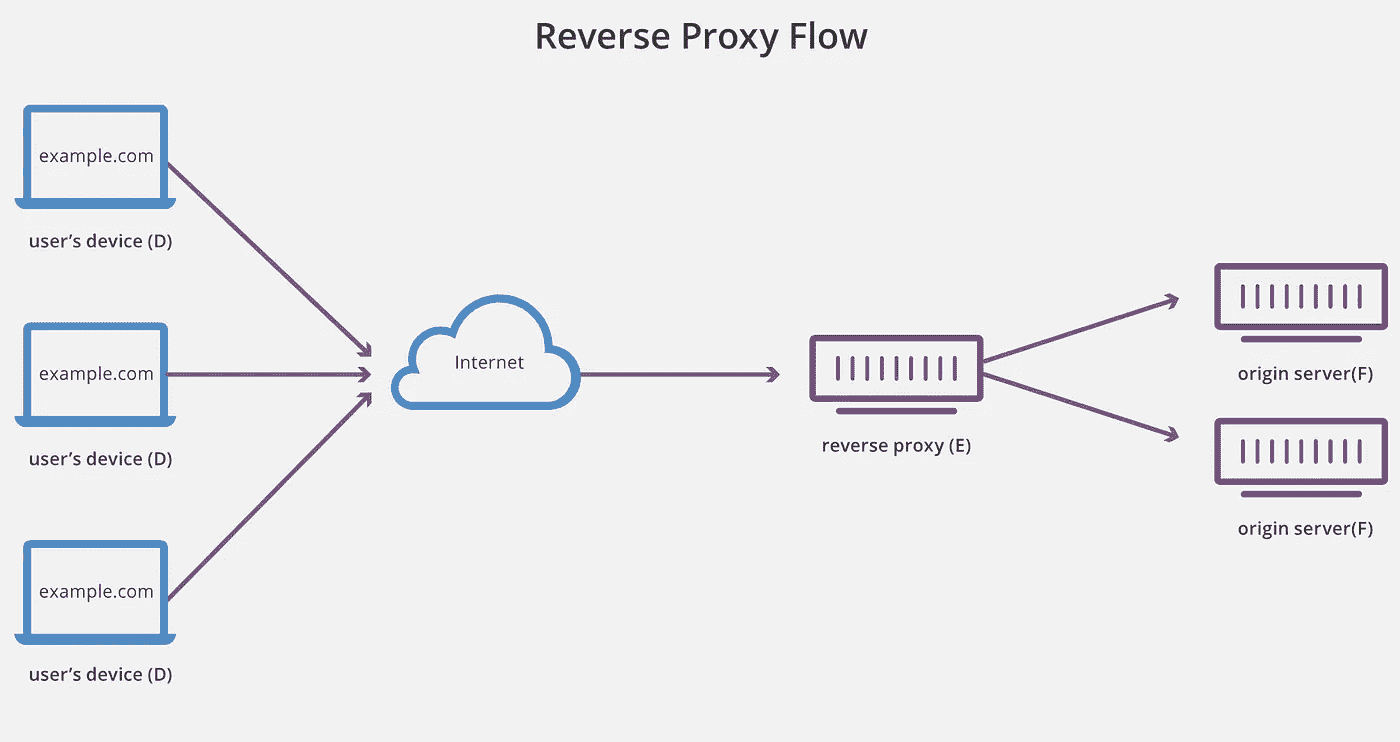 Reverse Proxy Flow
example.com
user's device (D)
example.com
user's device (D)
example.com
user's device (D)
Internet
reverse proxy (E)
origin server(F)
origin server(F)